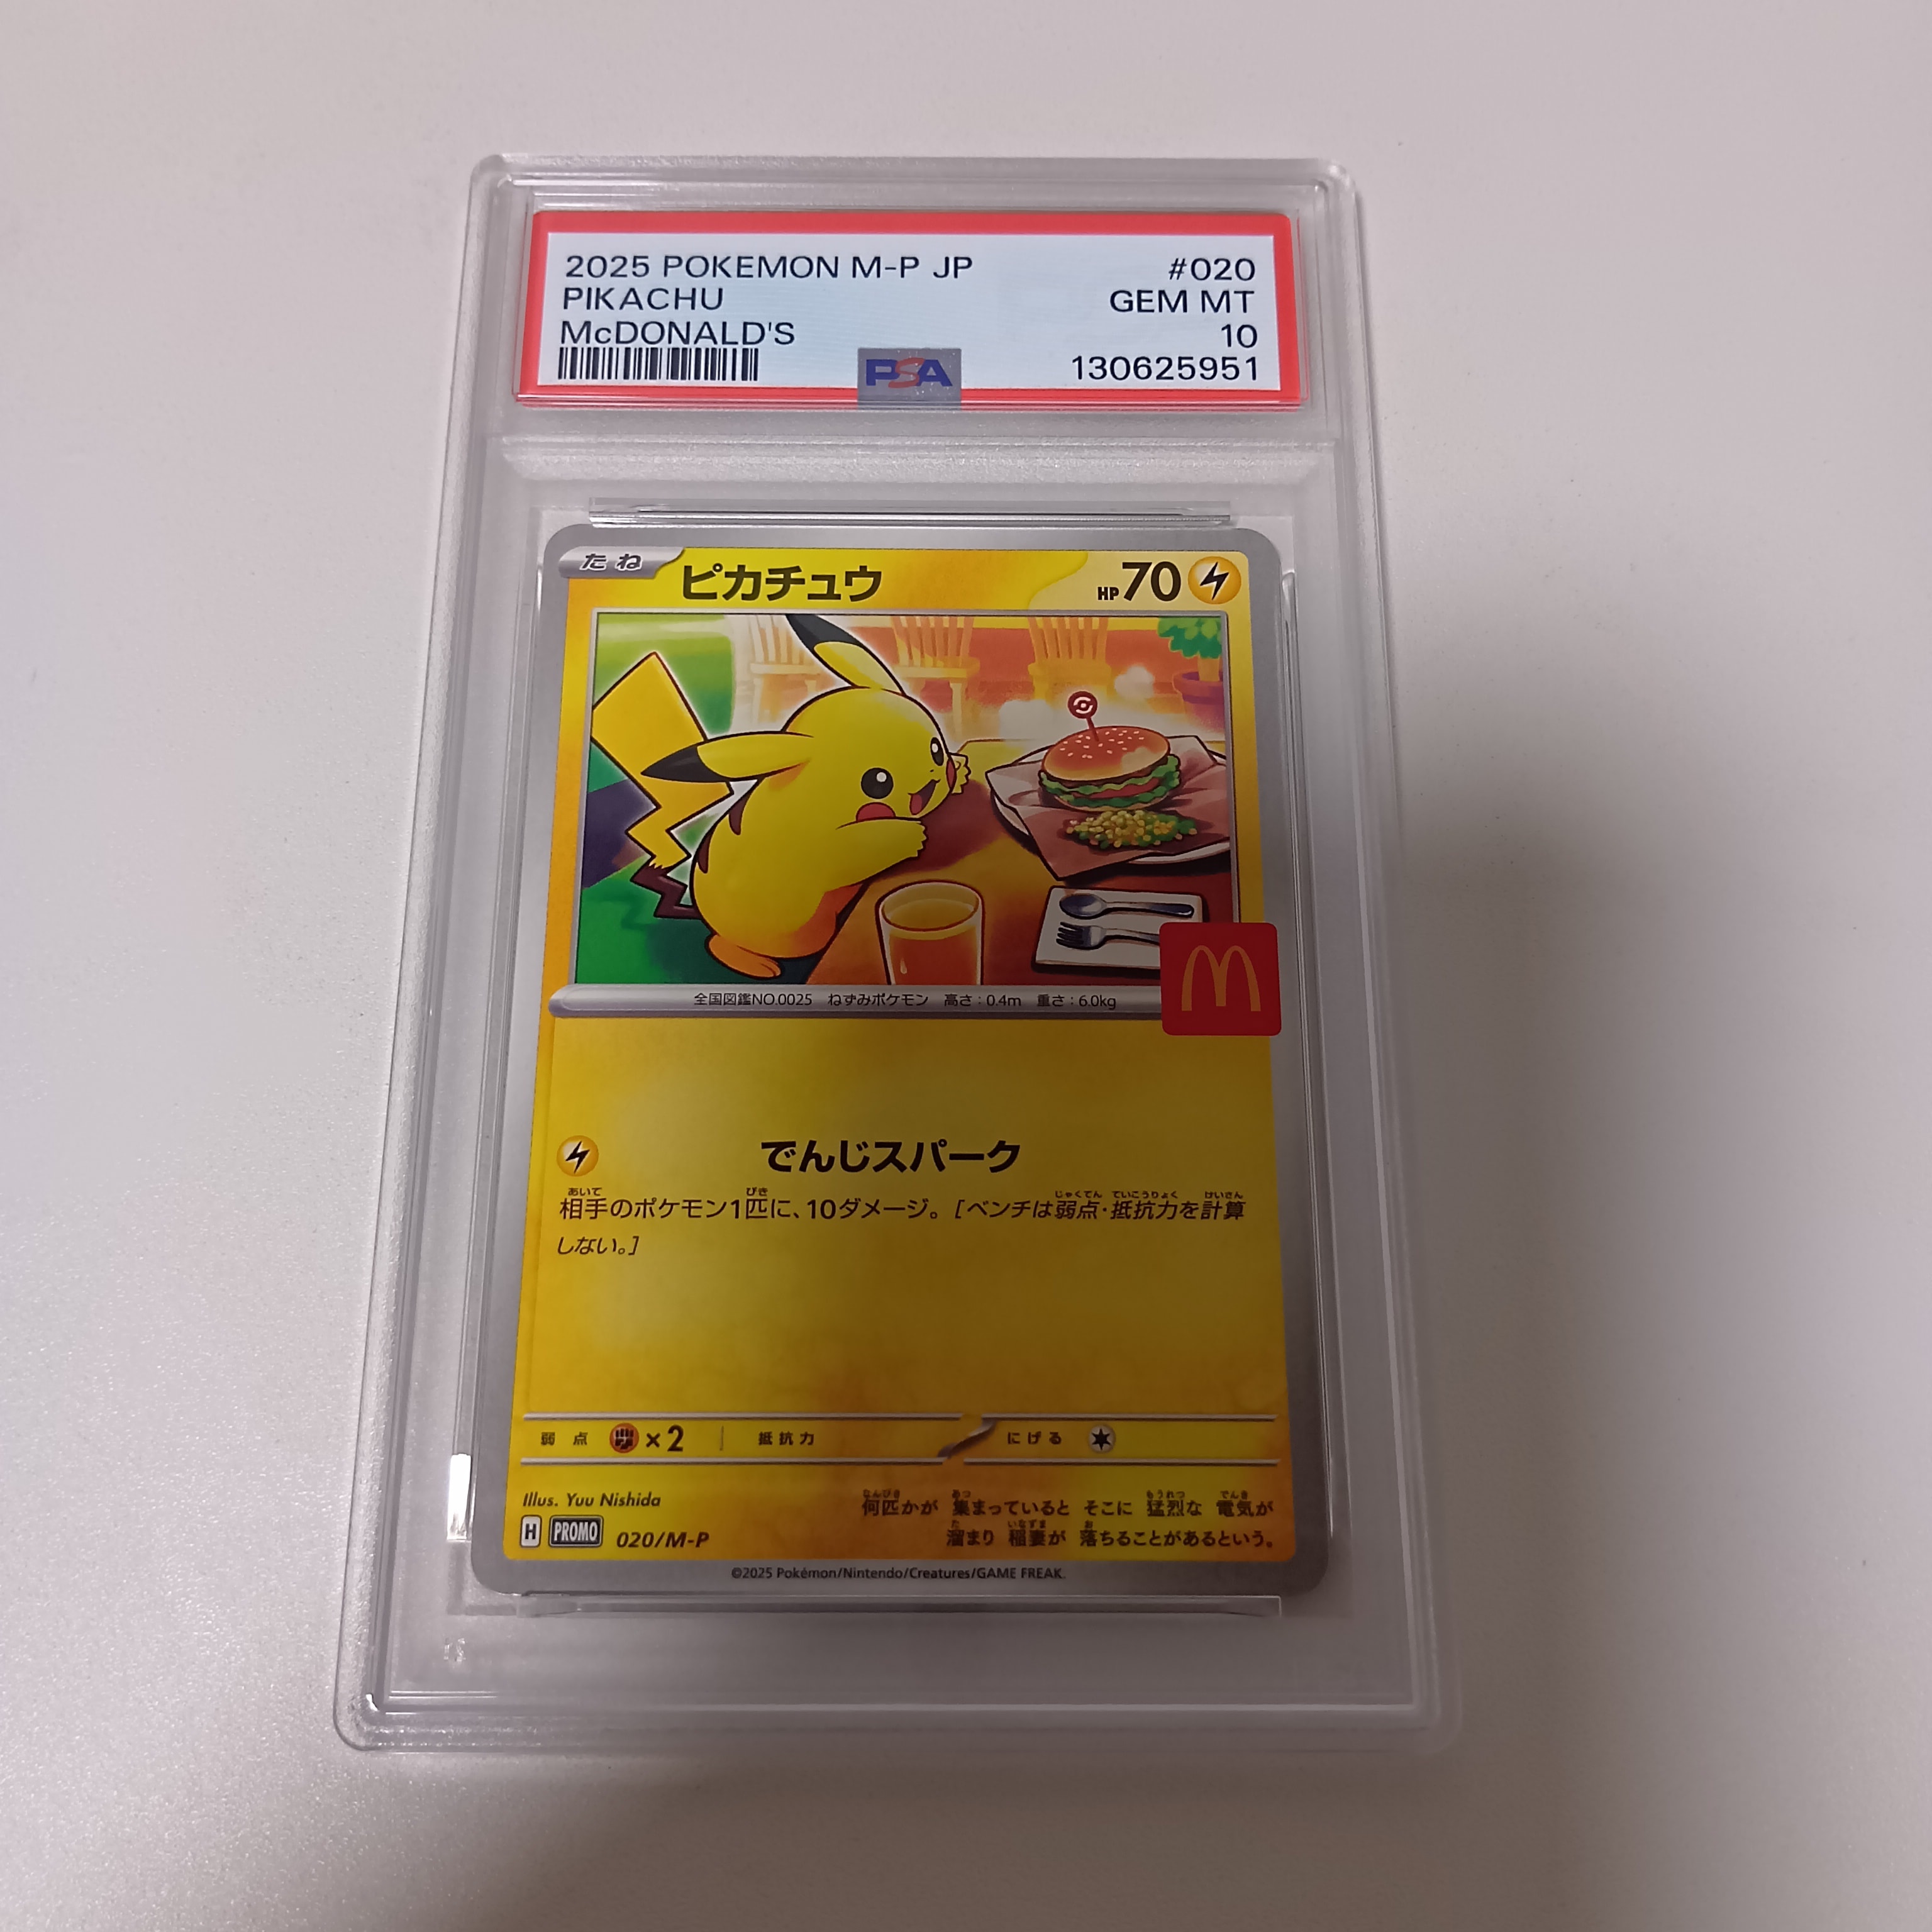 2025 POKEMON M-P JP #020
PIKACHU GEM MT
McDONALD'S 10
PSA 130625951
たね ピカチュウ HP70
全国図鑑NO.0025 ねずみポケモン 高さ:0.4m 重さ:6.0kg
でんじスパーク
相手のポケモン1匹に、10ダメージ。[ベンチは弱点・抵抗力を計算
しない。]
弱点 ×2 抵抗力 にげる
Illus. Yuu Nishida
何匹かが 集まっていると そこに 猛烈な 電気が
溜まり 稲妻が 落ちることがあるという。
H PROMO 020/M-P
©2025 Pokémon/Nintendo/Creatures/GAME FREAK.